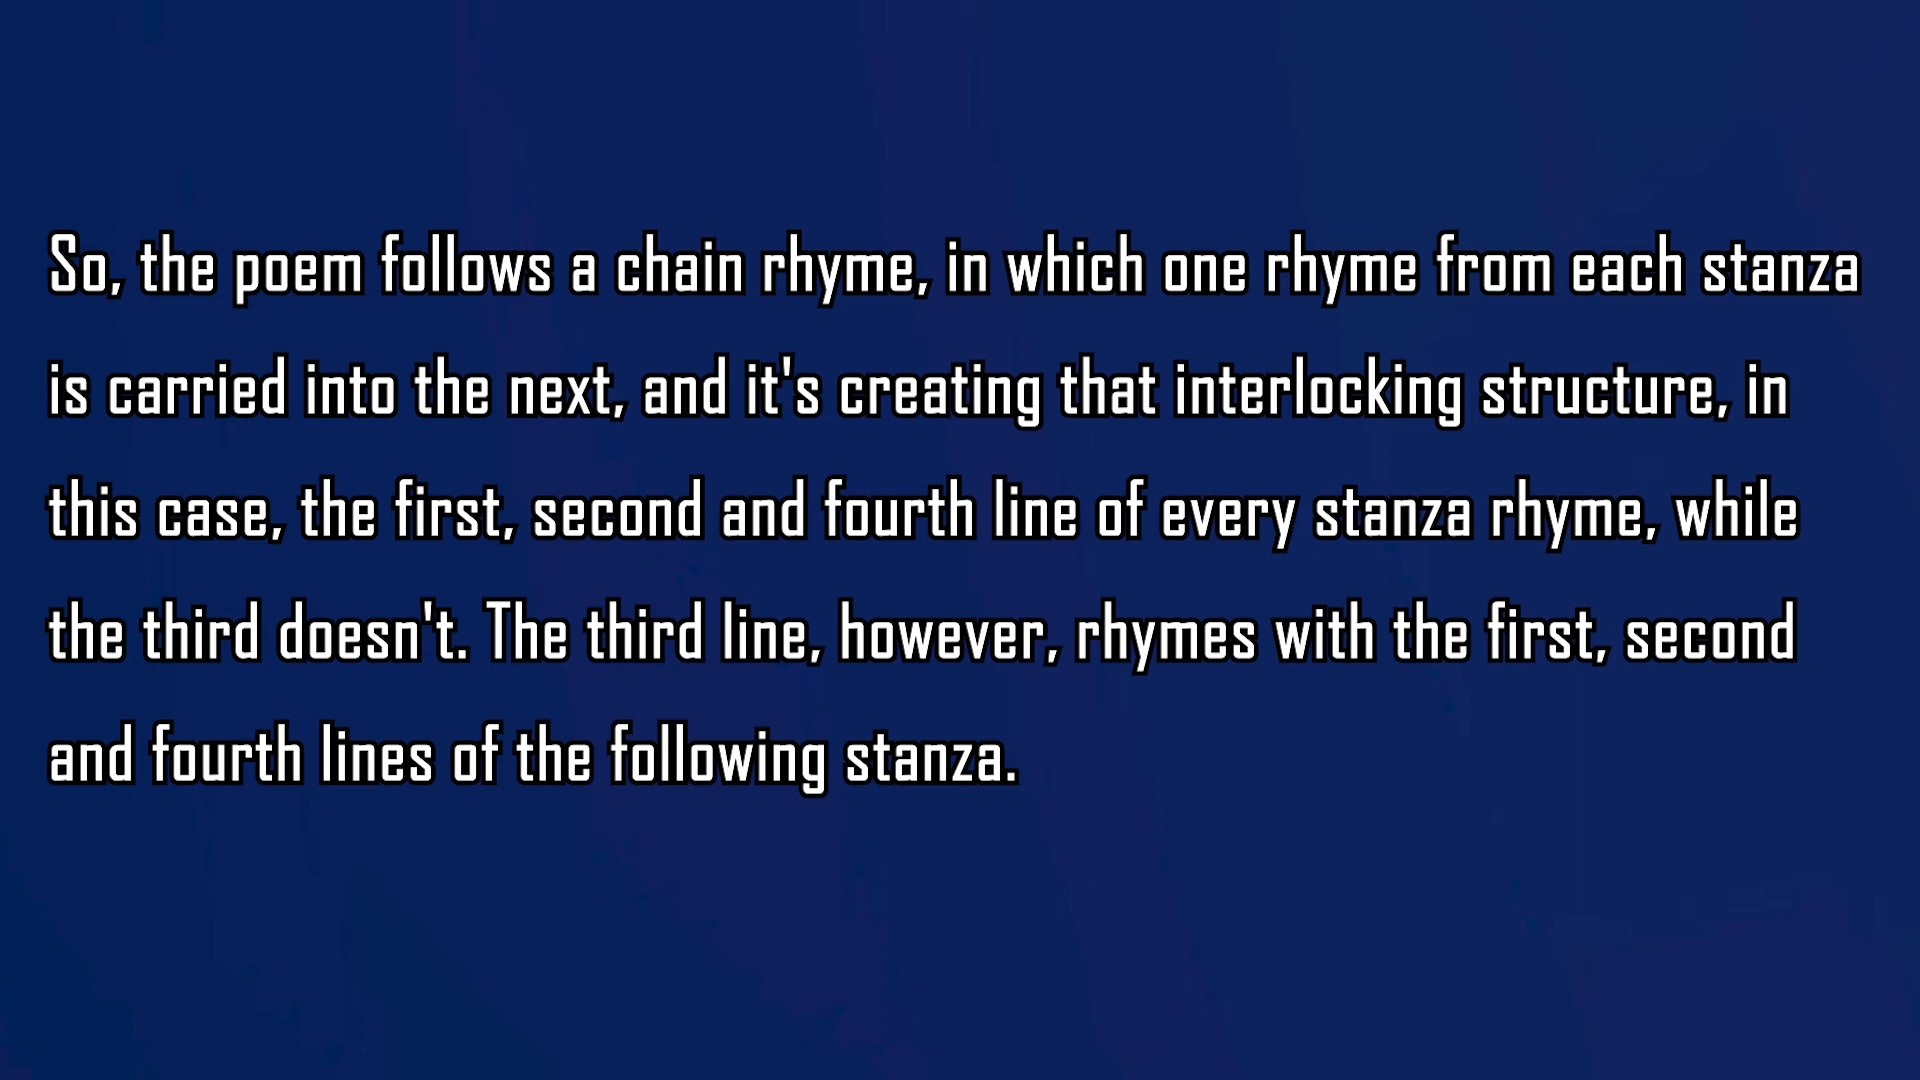 So, the poem follows a chain rhyme, in which one rhyme from each stanza
is carried into the next, and it's creating that interlocking structure, in
this case, the first, second and fourth line of every stanza rhyme, while
the third doesn't. The third line, however, rhymes with the first, second
and fourth lines of the following stanza.